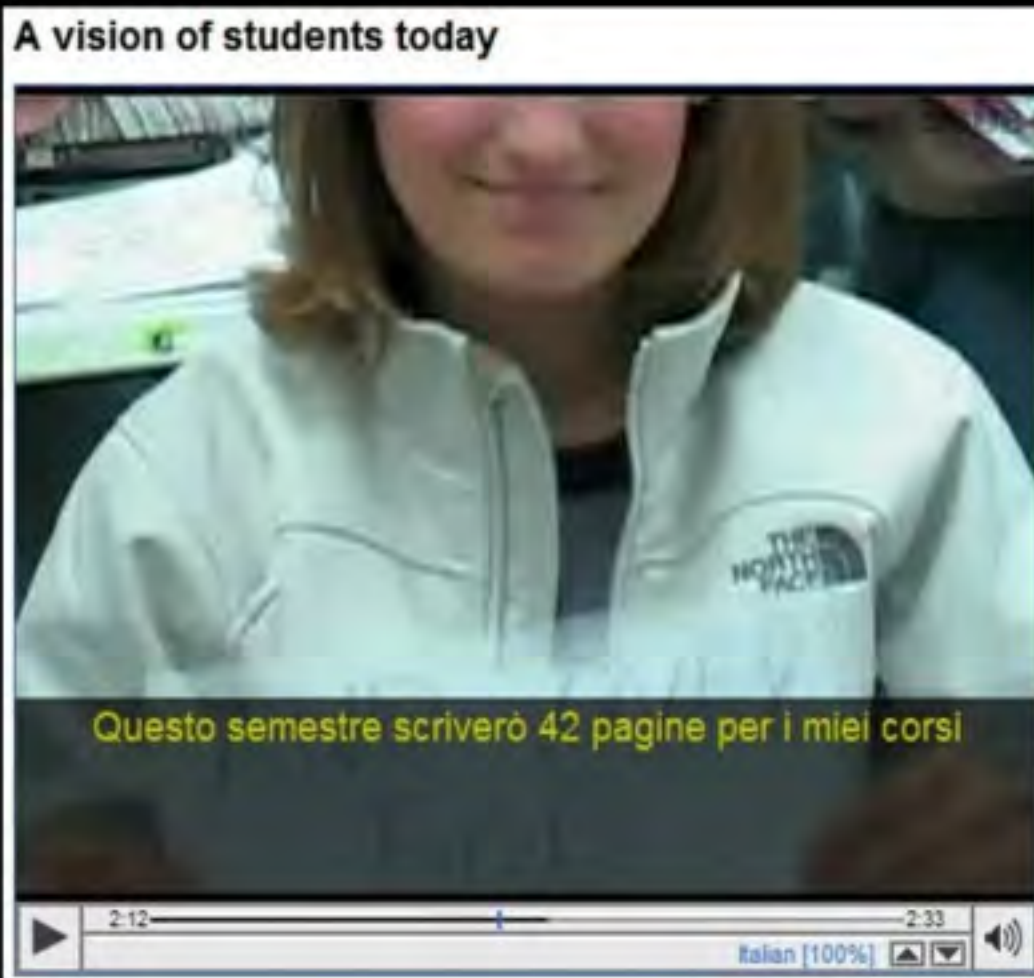 A vision of students today
THE
NORTH
FACE
Questo semestre scriverò 42 pagine per i miei corsi
2:12
2:33
Italian [100%]